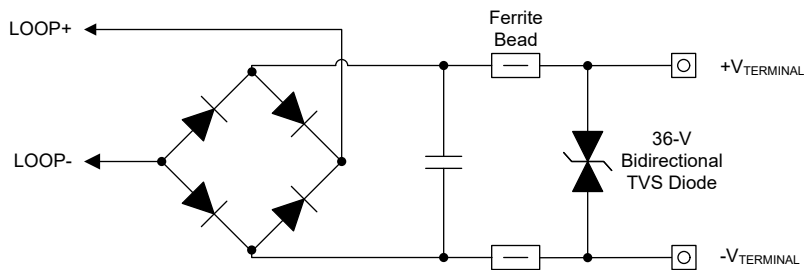 LOOP+
Ferrite
Bead
+VTERMINAL
LOOP-
36-V
Bidirectional
TVS Diode
-VTERMINAL